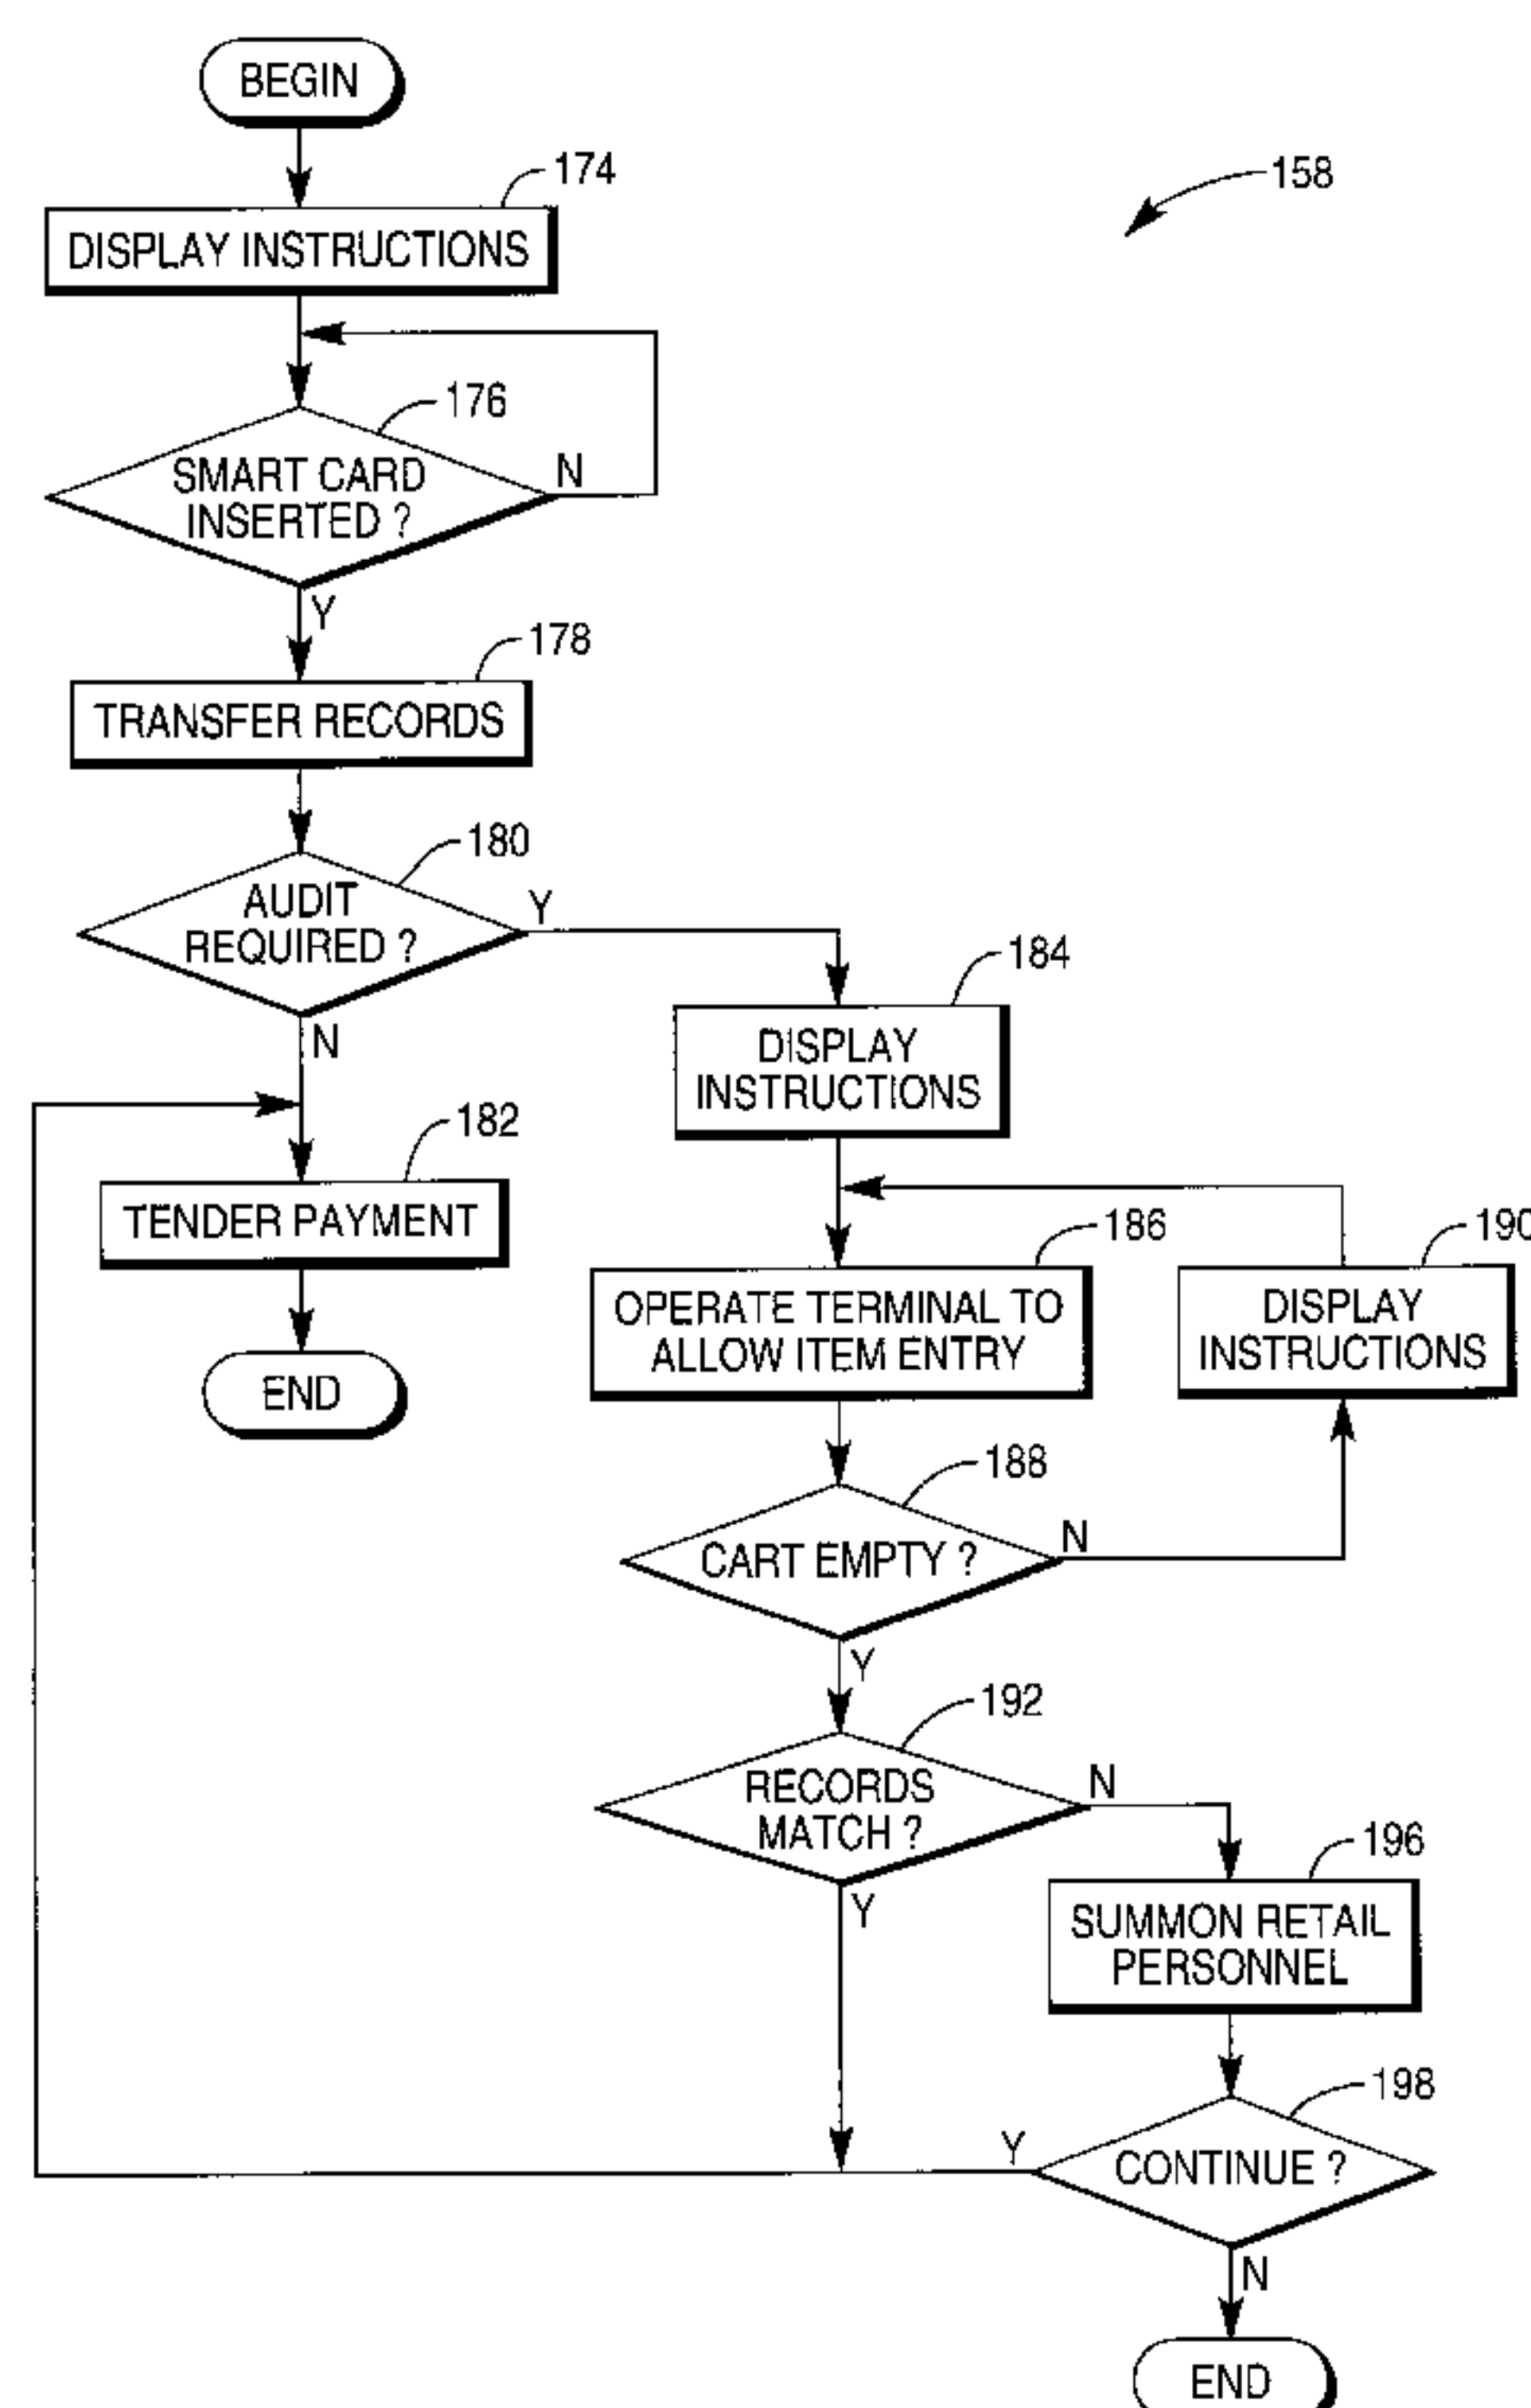 BEGIN
174
158
DISPLAY INSTRUCTIONS
176
SMART CARD
INSERTED ?
N
Y
178
TRANSFER RECORDS
180
AUDIT
REQUIRED ?
Y
N
184
DISPLAY
INSTRUCTIONS
182
TENDER PAYMENT
END
186
OPERATE TERMINAL TO
ALLOW ITEM ENTRY
190
DISPLAY
INSTRUCTIONS
188
CART EMPTY ?
N
Y
192
RECORDS
MATCH ?
N
Y
196
SUMMON RETAIL
PERSONNEL
198
CONTINUE ?
Y
N
END